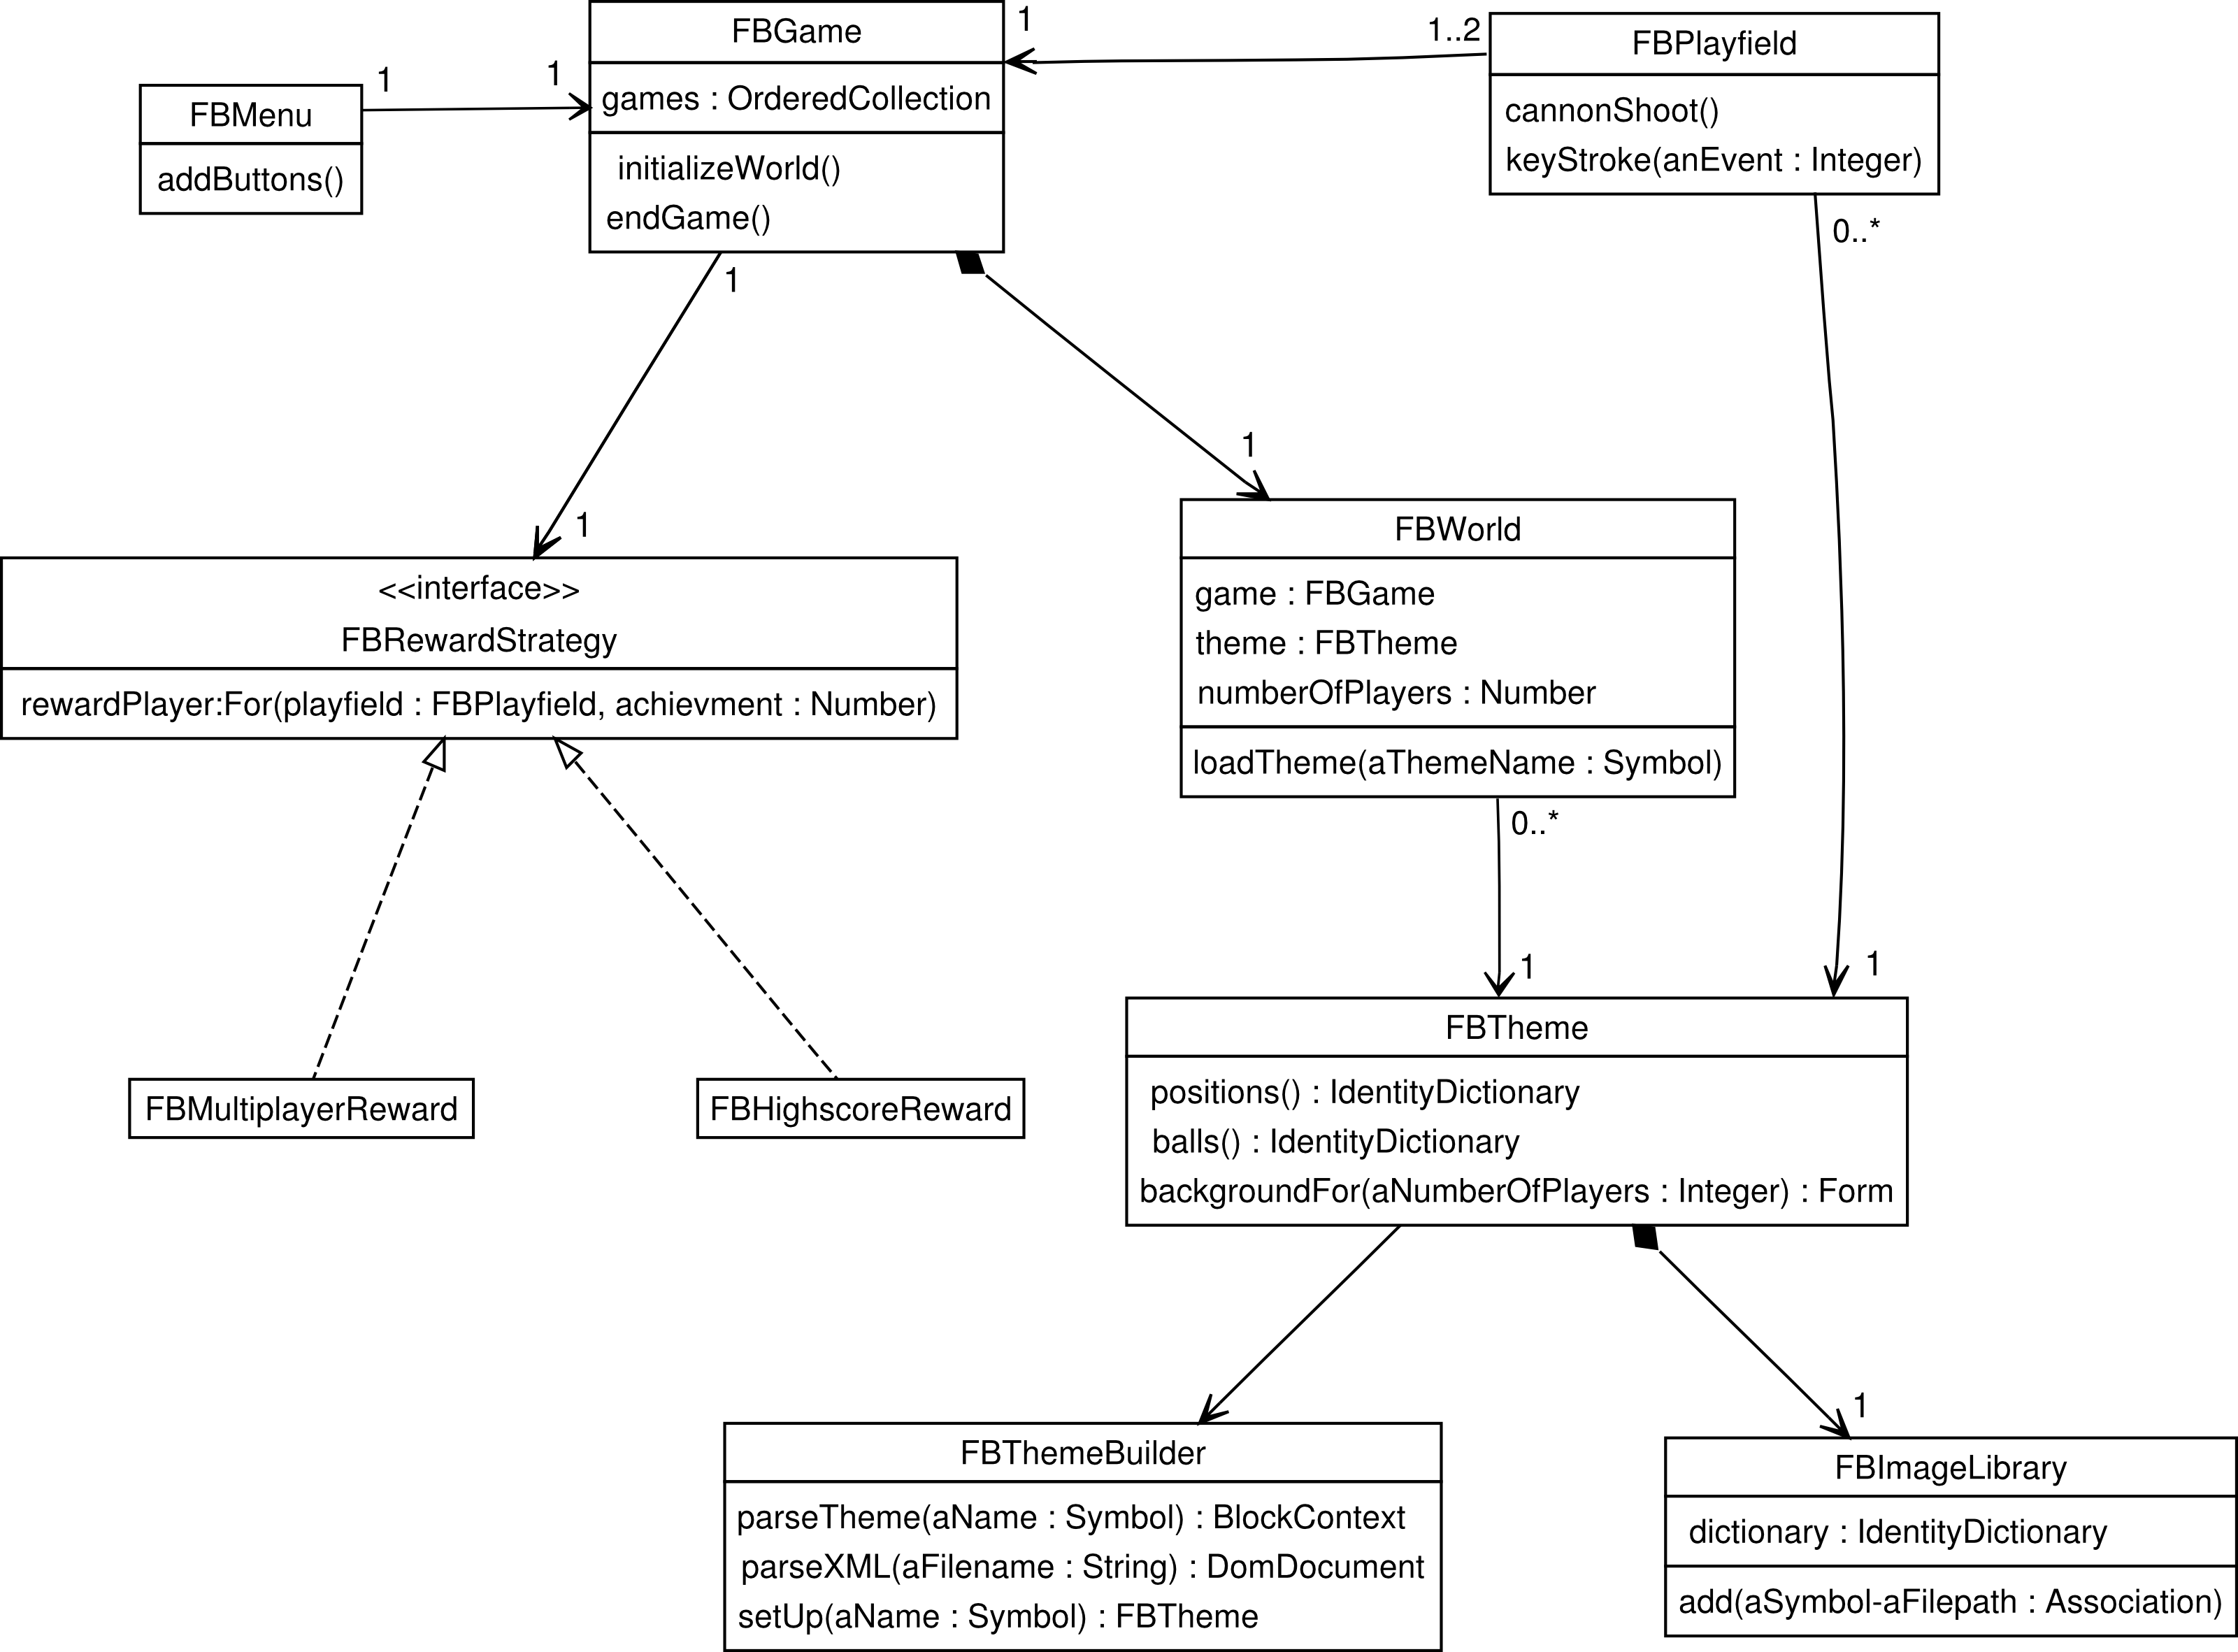 FBGame
games : OrderedCollection
initializeWorld()
endGame()
1
1..2
FBPlayfield
cannonShoot()
keyStroke(anEvent : Integer)
0..*
FBMenu
addButtons()
1
1
1
1
1
<<interface>>
FBRewardStrategy
rewardPlayer:For(playfield : FBPlayfield, achievment : Number)
FBWorld
game : FBGame
theme : FBTheme
numberOfPlayers : Number
loadTheme(aThemeName : Symbol)
0..*
1
1
FBMultiplayerReward
FBHighscoreReward
FBTheme
positions() : IdentityDictionary
balls() : IdentityDictionary
backgroundFor(aNumberOfPlayers : Integer) : Form
1
FBThemeBuilder
parseTheme(aName : Symbol) : BlockContext
parseXML(aFilename : String) : DomDocument
setUp(aName : Symbol) : FBTheme
FBImageLibrary
dictionary : IdentityDictionary
add(aSymbol-aFilepath : Association)